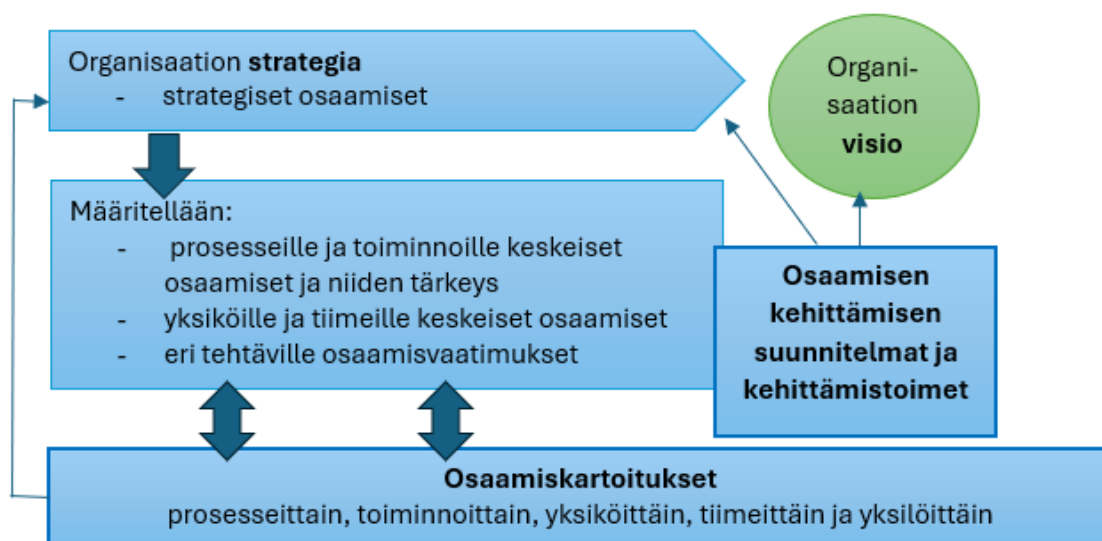 Organisaation strategia
- strategiset osaamiset
Organi-
saation
visio
Määritellään:
- prosesseille ja toiminnoille keskeiset
osaamiset ja niiden tärkeys
- yksiköille ja tiimeille keskeiset osaamiset
- eri tehtäville osaamisvaatimukset
Osaamisen
kehittämisen
suunnitelmat ja
kehittämistoimet
Osaamiskartoitukset
prosesseittain, toiminnoittain, yksiköittäin, tiimeittäin ja yksilöittäin